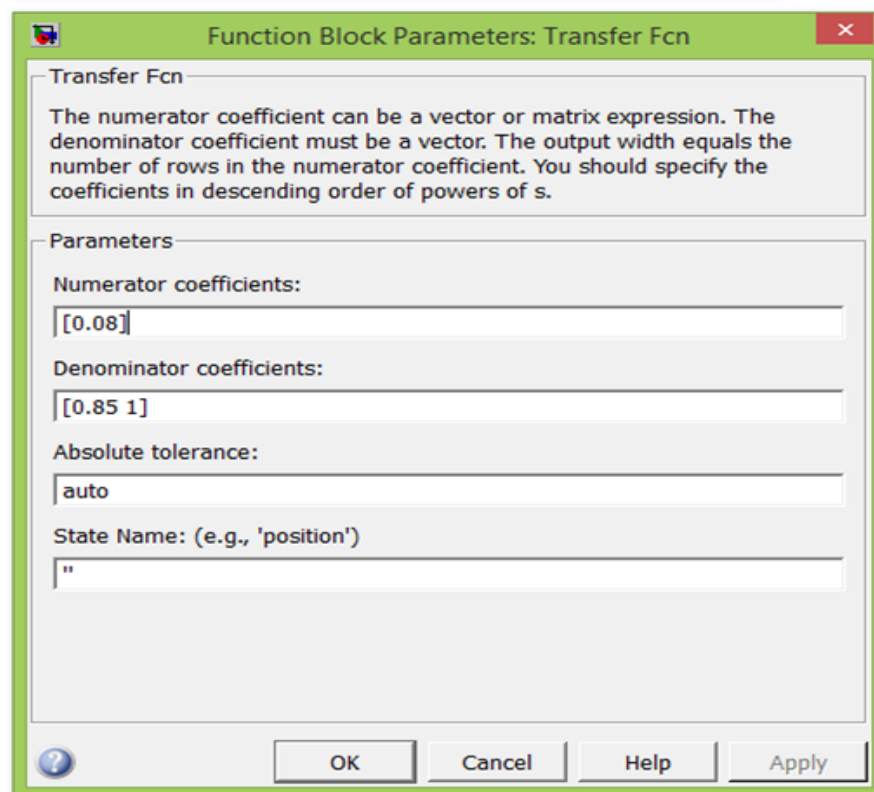 Function Block Parameters: Transfer Fcn
Transfer Fcn
The numerator coefficient can be a vector or matrix expression. The
denominator coefficient must be a vector. The output width equals the
number of rows in the numerator coefficient. You should specify the
coefficients in descending order of powers of s.
Parameters
Numerator coefficients:
[0.08]
Denominator coefficients:
[0.85 1]
Absolute tolerance:
auto
State Name: (e.g., 'position')
''
OK Cancel Help Apply